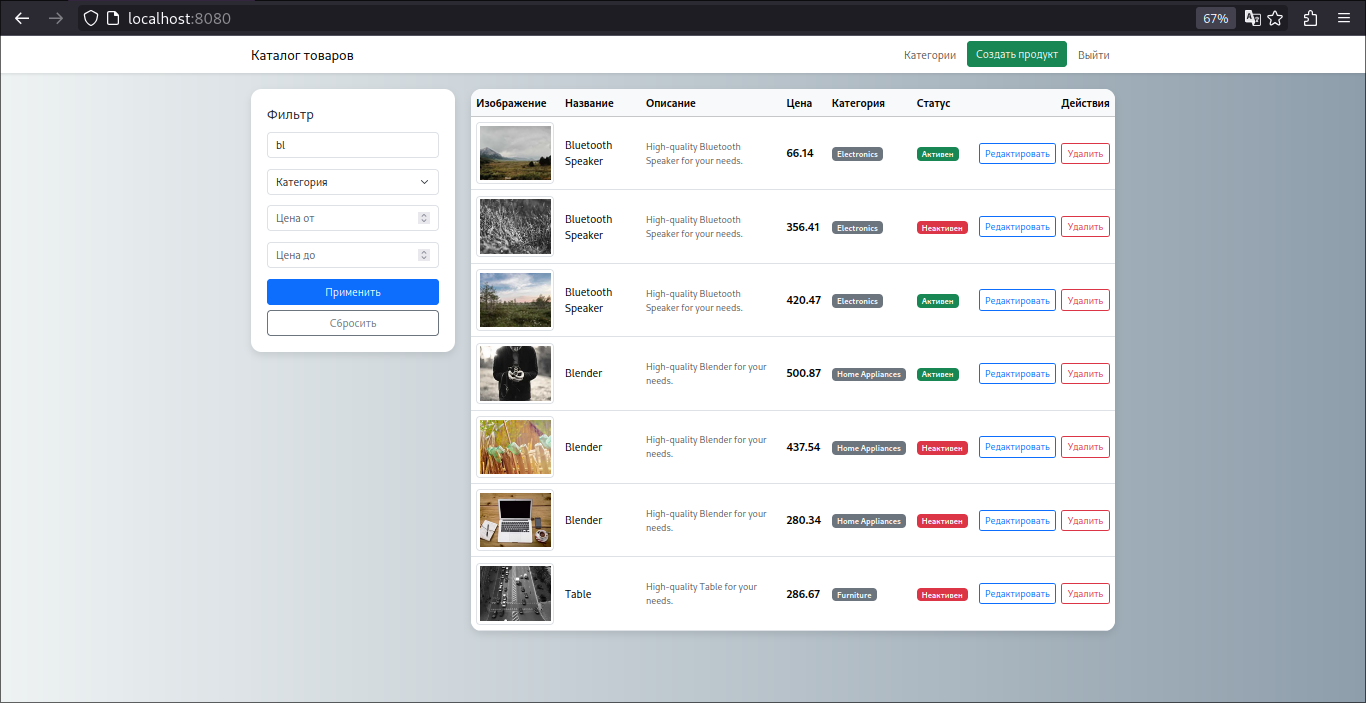 localhost:8080
67%
Каталог товаров
Категории
Создать продукт
Выйти
Фильтр
bl
Категория
Цена от
Цена до
Применить
Сбросить
Изображение Название Описание Цена Категория Статус Действия
Bluetooth
Speaker
High-quality Bluetooth
Speaker for your needs.
66.14
Electronics
Активен
Редактировать
Удалить
Bluetooth
Speaker
High-quality Bluetooth
Speaker for your needs.
356.41
Electronics
Неактивен
Редактировать
Удалить
Bluetooth
Speaker
High-quality Bluetooth
Speaker for your needs.
420.47
Electronics
Активен
Редактировать
Удалить
Blender
High-quality Blender for your
needs.
500.87
Home Appliances
Активен
Редактировать
Удалить
Blender
High-quality Blender for your
needs.
437.54
Home Appliances
Неактивен
Редактировать
Удалить
Blender
High-quality Blender for your
needs.
280.34
Home Appliances
Неактивен
Редактировать
Удалить
Table
High-quality Table for your
needs.
286.67
Furniture
Неактивен
Редактировать
Удалить